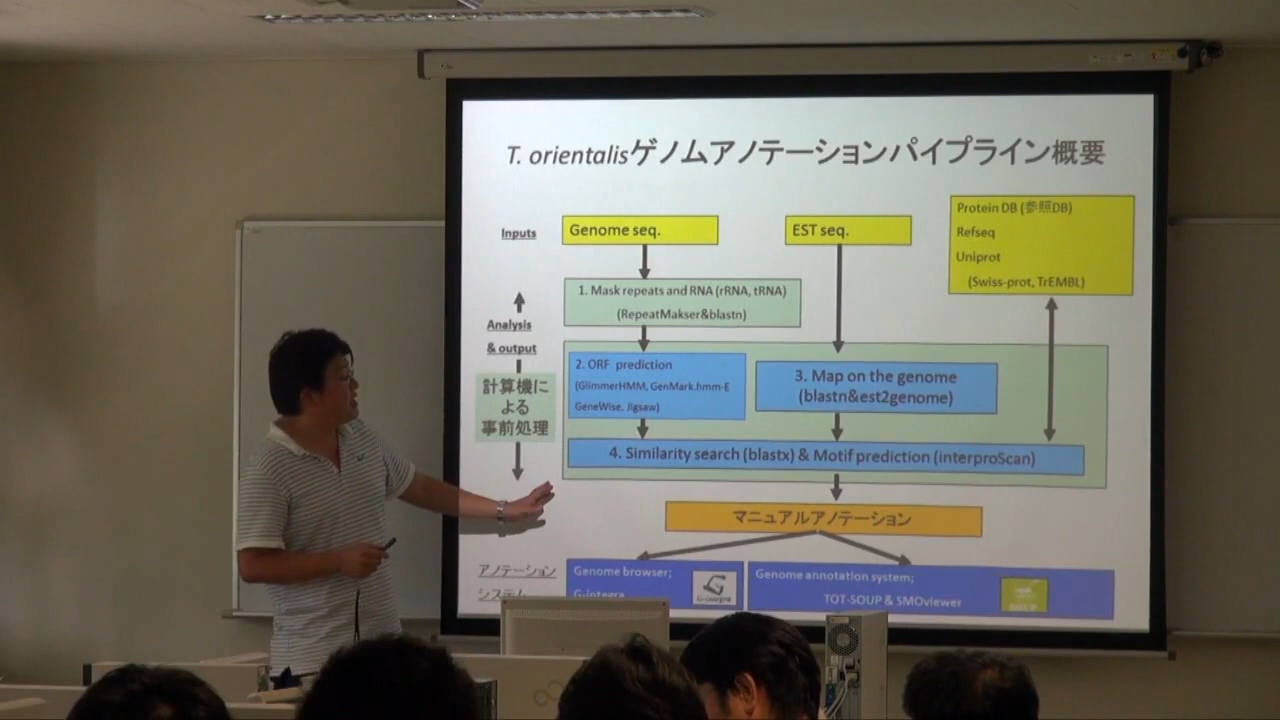 T. orientalisゲノムアノテーションパイプライン概要
Inputs
Genome seq.
EST seq.
Protein DB (参照DB)
Refseq
Uniprot
(Swiss-prot, TrEMBL)
1. Mask repeats and RNA (rRNA, tRNA)
(RepeatMakser&blastn)
Analysis
& output
計算機に
よる
事前処理
2. ORF prediction
(GlimmerHMM, GenMark.hmm-E
GeneWise, Jigsaw)
3. Map on the genome
(blastn&est2genome)
4. Similarity search (blastx) & Motif prediction (interproScan)
マニュアルアノテーション
アノテーション
システム
Genome browser;
G-integra
G-integra
Genome annotation system;
TOT-SOUP & SMOviewer